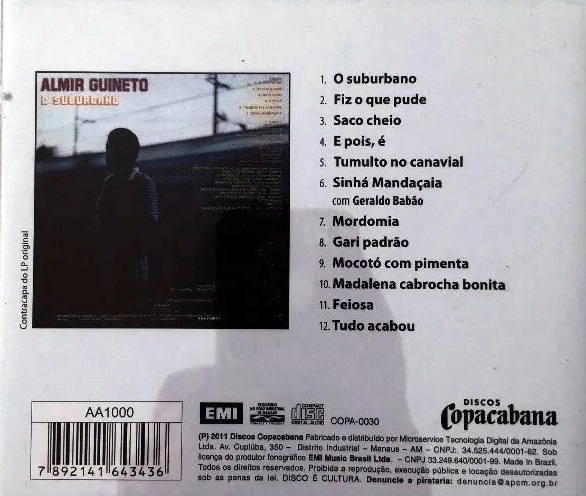 ALMIR GUINETO
O SUBURBANO
Contracapa do LP original
1. O suburbano
2. Fiz o que pude
3. Saco cheio
4. E pois, é
5. Tumulto no canavial
6. Sinhá Mandaçaia
com Geraldo Babão
7. Mordomia
8. Gari padrão
9. Mocotó com pimenta
10. Madalena cabrocha bonita
11. Feiosa
12. Tudo acabou
AA1000
7 892141 643436
EMI
COMPACT
disc
DIGITAL AUDIO
COPA-0030
DISCOS
Copacabana
(P) 2011 Discos Copacabana Fabricado e distribuído por Microservice Tecnologia Digital da Amazônia
Ltda. Av. Cupiúba, 350 - Distrito Industrial - Manaus - AM - CNPJ.: 34.525.444/0001-62. Sob
licença do produtor fonográfico EMI Music Brasil Ltda. - CNPJ 33.249.640/0001-99. Made in Brazil.
Todos os direitos reservados. Proibida a reprodução, execução pública e locação desautorizadas
sob as penas da lei. DISCO É CULTURA. Denuncie a pirataria: denuncia@apcm.org.br